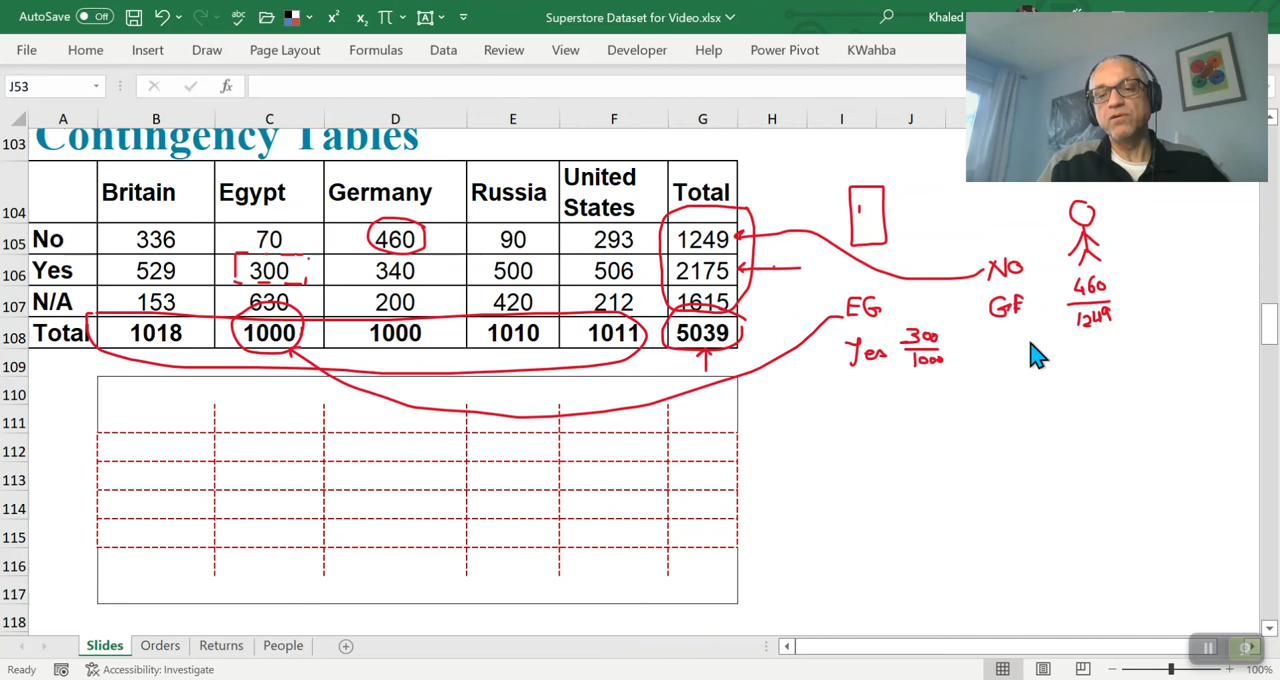 AutoSave Off Superstore Dataset for Video.xlsx Khaled
File Home Insert Draw Page Layout Formulas Data Review View Developer Help Power Pivot KWahba
J53 fx
A B C D E F G H I J
103 Contingency Tables
104 Britain Egypt Germany Russia United States Total
105 No 336 70 460 90 293 1249
106 Yes 529 300 340 500 506 2175
107 N/A 153 630 200 420 212 1615
108 Total 1018 1000 1000 1010 1011 5039
109
110
111
112
113
114
115
116
117
118
EG
Yes 300
1000
NO
460
1249
Slides Orders Returns People
Ready Accessibility: Investigate 100%